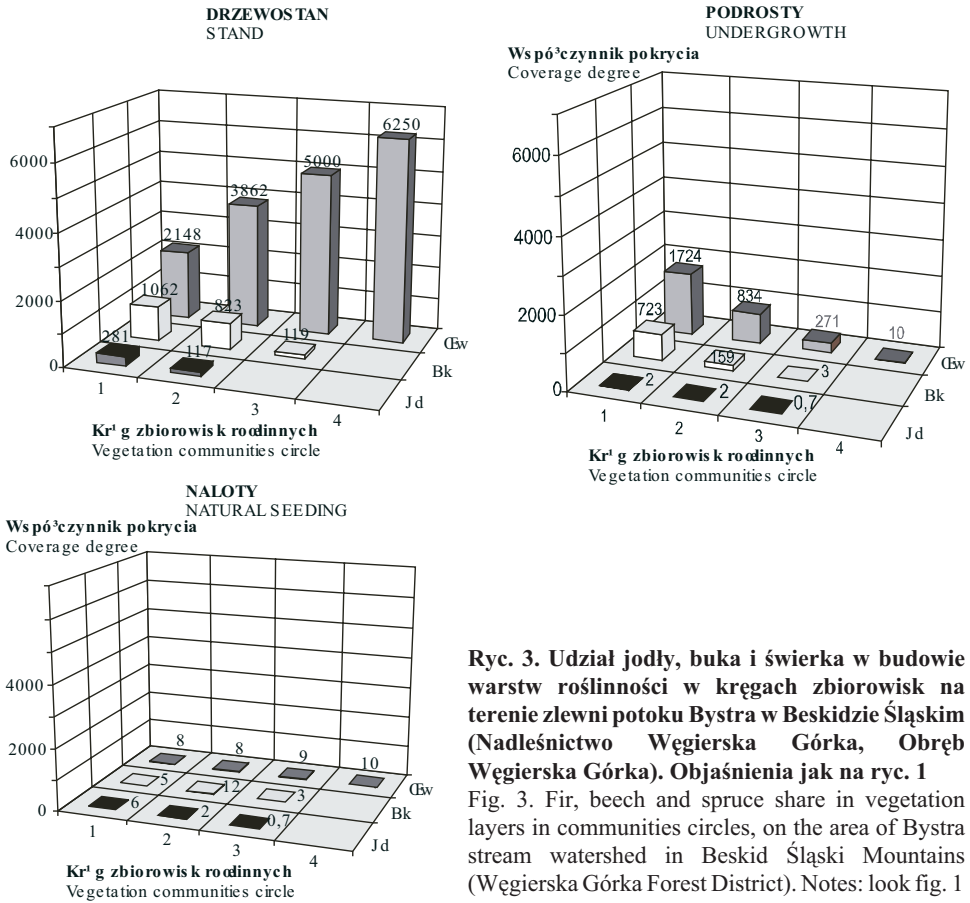 DRZEWOSTAN
STAND
6000
4000
2000
0
2148
3862
5000
6250
1062
823
119
281
117
1
2
3
4
Œw
Bk
Jd
Kr¹g zbiorowisk roœlinnych
Vegetation communities circle
PODROSTY
UNDERGROWTH
Wspó³czynnik pokrycia
Coverage degree
6000
4000
2000
0
1724
834
271
10
723
159
3
2
2
0,7
1
2
3
4
Œw
Bk
Jd
Kr¹g zbiorowisk roœlinnych
Vegetation communities circle
NALOTY
NATURAL SEEDING
Wspó³czynnik pokrycia
Coverage degree
4000
2000
0
8
8
9
10
5
12
3
6
2
0,7
1
2
3
4
Œw
Bk
Jd
Kr¹g zbiorowisk roœlinnych
Vegetation communities circle
Ryc. 3. Udział jodły, buka i świerka w budowie
warstw roślinności w kręgach zbiorowisk na
terenie zlewni potoku Bystra w Beskidzie Śląskim
(Nadleśnictwo Węgierska Górka, Obręb
Węgierska Górka). Objaśnienia jak na ryc. 1
Fig. 3. Fir, beech and spruce share in vegetation
layers in communities circles, on the area of Bystra
stream watershed in Beskid Śląski Mountains
(Węgierska Górka Forest District). Notes: look fig. 1